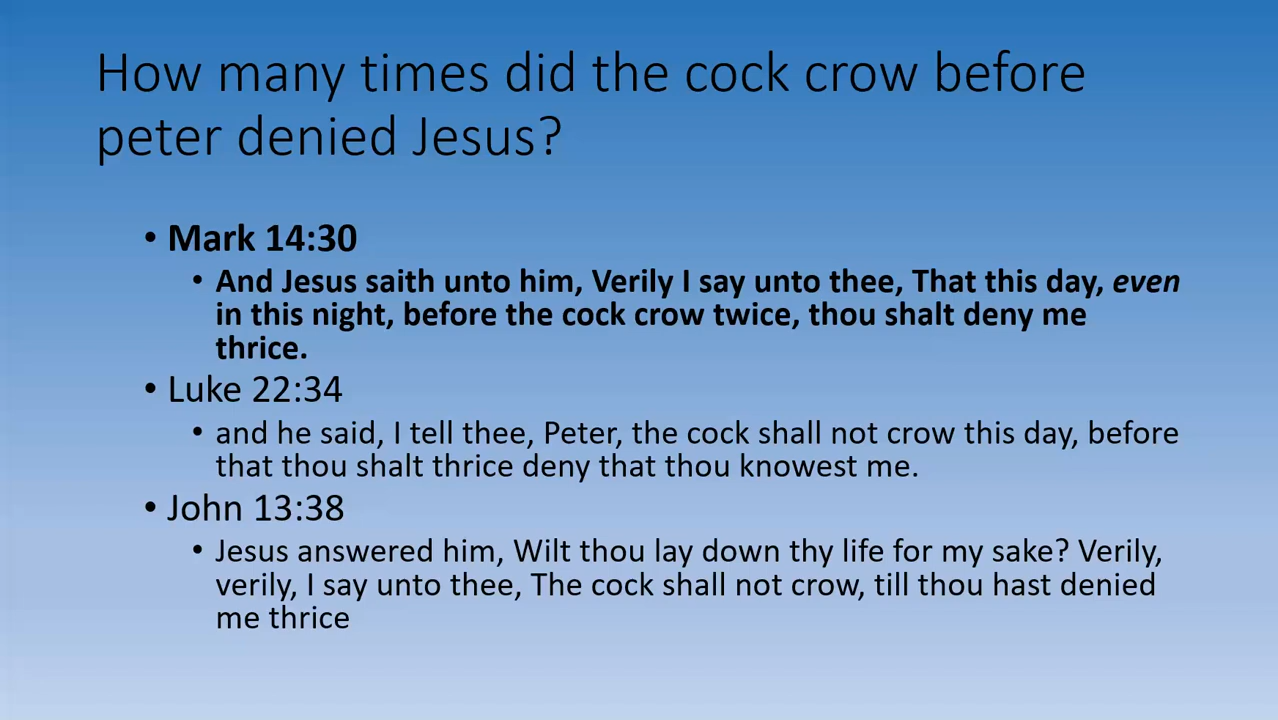 How many times did the cock crow before
peter denied Jesus?
• Mark 14:30
• And Jesus saith unto him, Verily I say unto thee, That this day, even
in this night, before the cock crow twice, thou shalt deny me
thrice.
• Luke 22:34
• and he said, I tell thee, Peter, the cock shall not crow this day, before
that thou shalt thrice deny that thou knowest me.
• John 13:38
• Jesus answered him, Wilt thou lay down thy life for my sake? Verily,
verily, I say unto thee, The cock shall not crow, till thou hast denied
me thrice